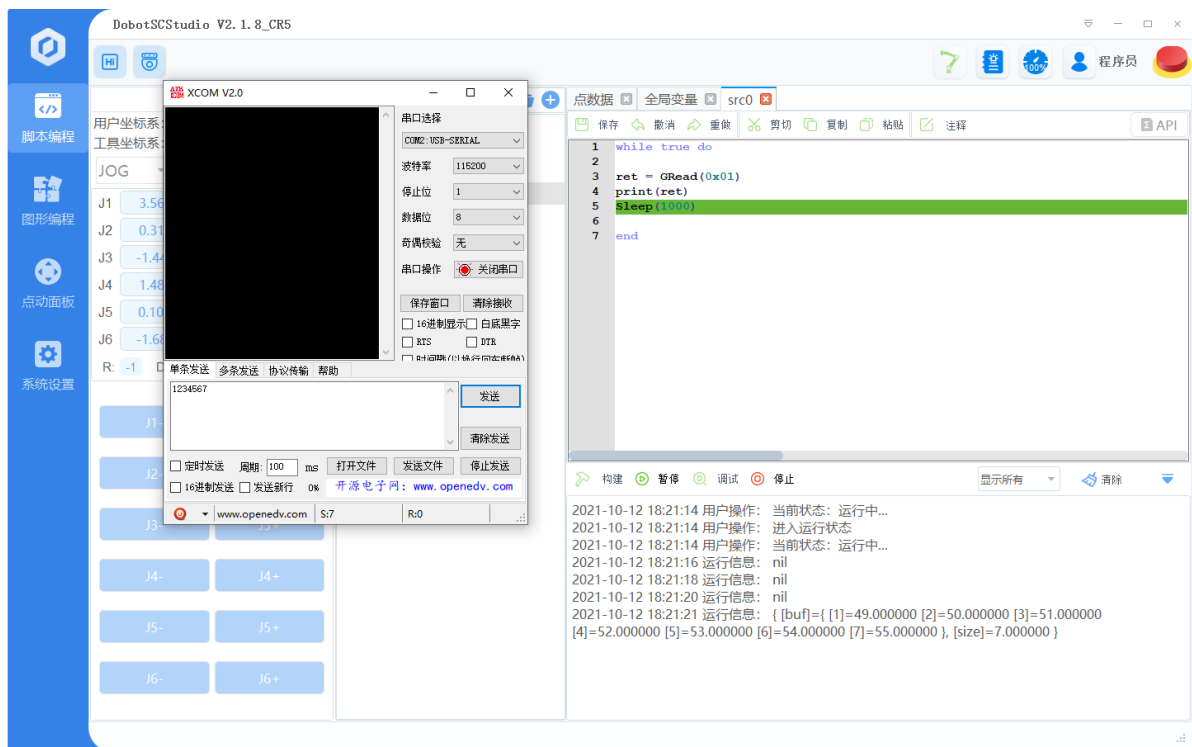 DobotSCStudio V2.1.8_CR5
Hi
100%
程序员
脚本编程
图形编程
点动面板
系统设置
用户坐标系:
工具坐标系:
JOG
J1 3.56
J2 0.31
J3 -1.44
J4 1.48
J5 0.10
J6 -1.68
R: -1 D
J1-
J2-
J3- J3+
J4- J4+
J5- J5+
J6- J6+
XCOM V2.0
串口选择
COM2:USB-SERIAL
波特率 115200
停止位 1
数据位 8
奇偶校验 无
串口操作 关闭串口
保存窗口 清除接收
16进制显示 白底黑字
RTS DTR
时间戳(以换行回车断帧)
单条发送 多条发送 协议传输 帮助
1234567
发送
清除发送
定时发送 周期: 100 ms 打开文件 发送文件 停止发送
16进制发送 发送新行 0% 开源电子网：www.openedv.com
www.openedv.com S:7 R:0
点数据 全局变量 src0
保存 撤消 重做 剪切 复制 粘贴 注释 API
1 while true do
2
3 ret = GRead(0x01)
4 print(ret)
5 Sleep(1000)
6
7 end
构建 暂停 调试 停止 显示所有 清除
2021-10-12 18:21:14 用户操作： 当前状态：运行中...
2021-10-12 18:21:14 用户操作： 进入运行状态
2021-10-12 18:21:14 用户操作： 当前状态：运行中...
2021-10-12 18:21:16 运行信息： nil
2021-10-12 18:21:18 运行信息： nil
2021-10-12 18:21:20 运行信息： nil
2021-10-12 18:21:21 运行信息： { [buf]={ [1]=49.000000 [2]=50.000000 [3]=51.000000
[4]=52.000000 [5]=53.000000 [6]=54.000000 [7]=55.000000 }, [size]=7.000000 }